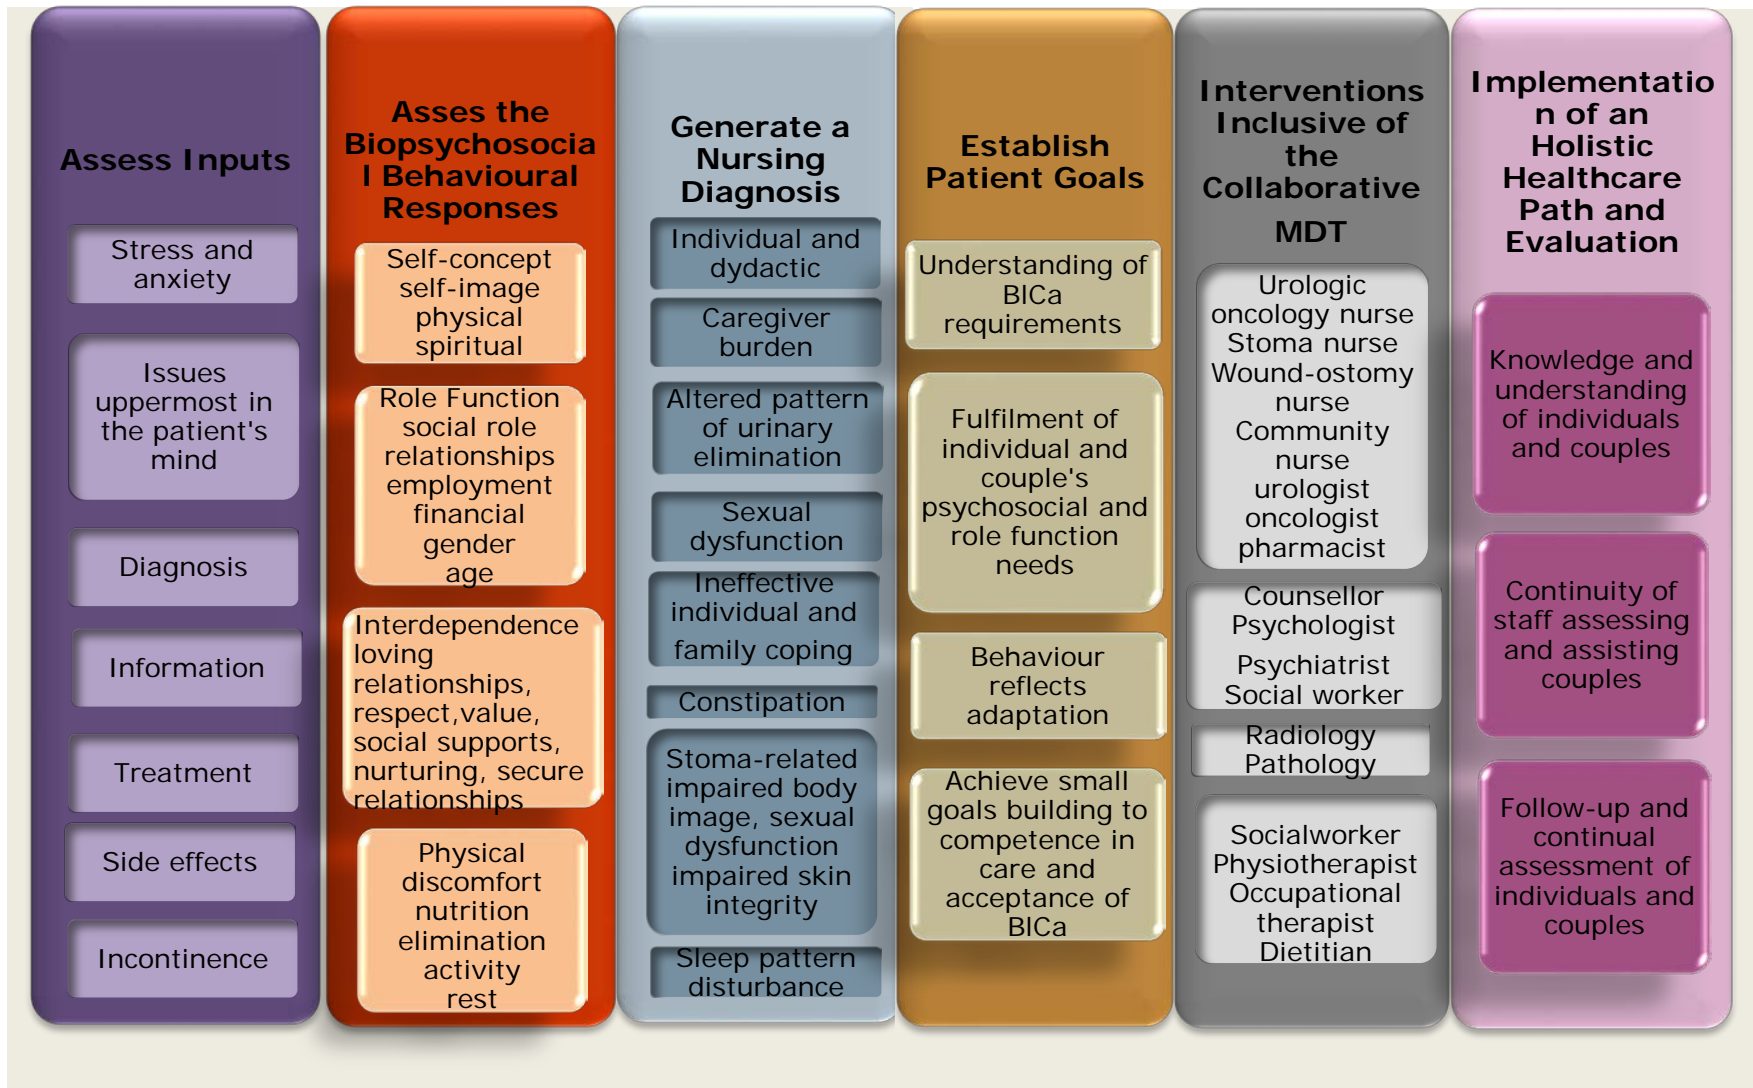 Assess Inputs
Stress and
anxiety
Issues
uppermost in
the patient's
mind
Diagnosis
Information
Treatment
Side effects
Incontinence
Asses the
Biopsychosocia
l Behavioural
Responses
Self-concept
self-image
physical
spiritual
Role Function
social role
relationships
employment
financial
gender
age
Interdependence
loving
relationships,
respect,value,
social supports,
nurturing, secure
relationships
Physical
discomfort
nutrition
elimination
activity
rest
Generate a
Nursing
Diagnosis
Individual and
dydactic
Caregiver
burden
Altered pattern
of urinary
elimination
Sexual
dysfunction
Ineffective
individual and
family coping
Constipation
Stoma-related
impaired body
image, sexual
dysfunction
impaired skin
integrity
Sleep pattern
disturbance
Establish
Patient Goals
Understanding of
BlCa
requirements
Fulfilment of
individual and
couple's
psychosocial and
role function
needs
Behaviour
reflects
adaptation
Achieve small
goals building to
competence in
care and
acceptance of
BlCa
Interventions
Inclusive of
the
Collaborative
MDT
Urologic
oncology nurse
Stoma nurse
Wound-ostomy
nurse
Community
nurse
urologist
oncologist
pharmacist
Counsellor
Psychologist
Psychiatrist
Social worker
Radiology
Pathology
Socialworker
Physiotherapist
Occupational
therapist
Dietitian
Implementatio
n of an
Holistic
Healthcare
Path and
Evaluation
Knowledge and
understanding
of individuals
and couples
Continuity of
staff assessing
and assisting
couples
Follow-up and
continual
assessment of
individuals and
couples